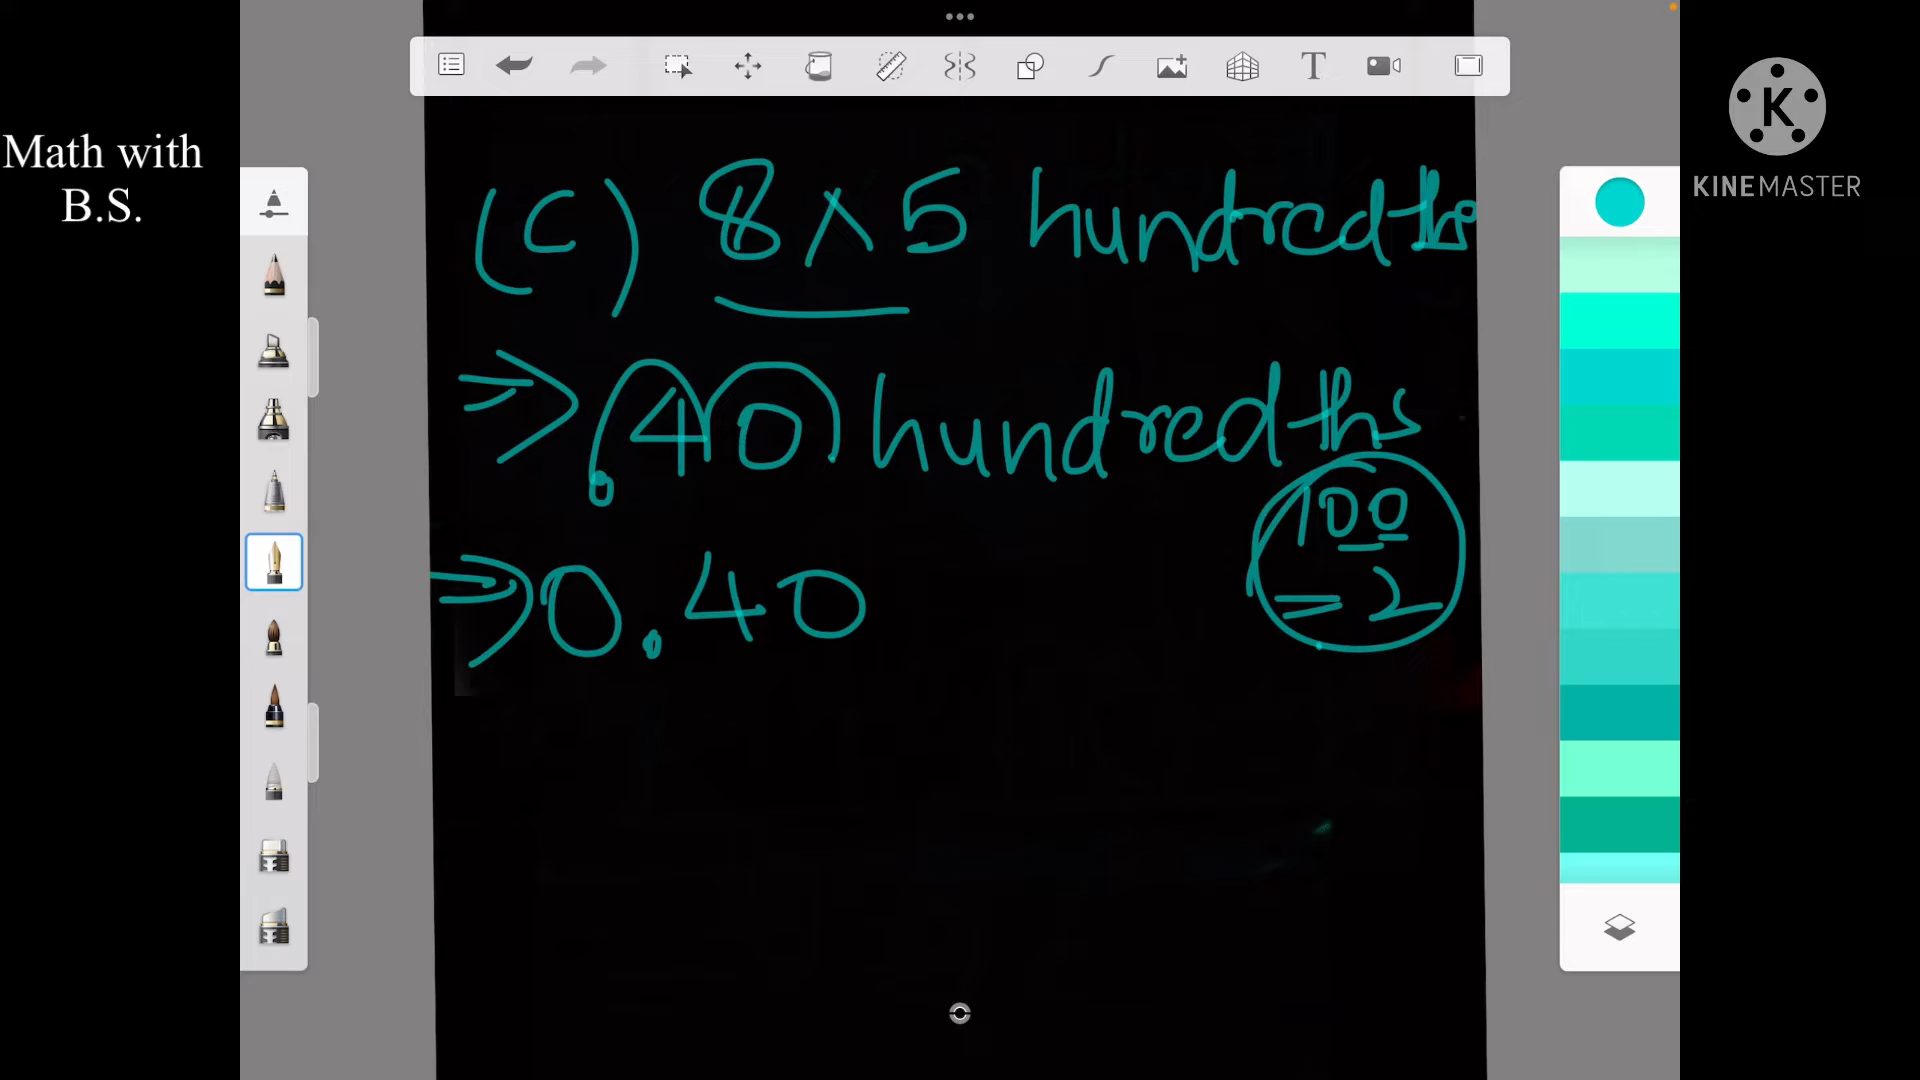 Math with
B.S.
(C) 8 × 5 hundredths
⇒ .40 hundredths
100
= 2
⇒ 0.40
T
K
KINEMASTER